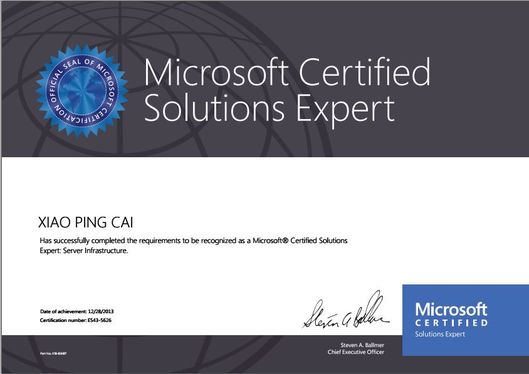 OFFICIAL SEAL OF MICROSOFT CERTIFICATION
Microsoft Certified
Solutions Expert
XIAO PING CAI
Has successfully completed the requirements to be recognized as a Microsoft® Certified Solutions
Expert: Server Infrastructure.
Date of achievement: 12/28/2013
Certification number: E543-5626
Steven A. Ballmer
Chief Executive Officer
Part No.
Microsoft
CERTIFIED
Solutions Expert